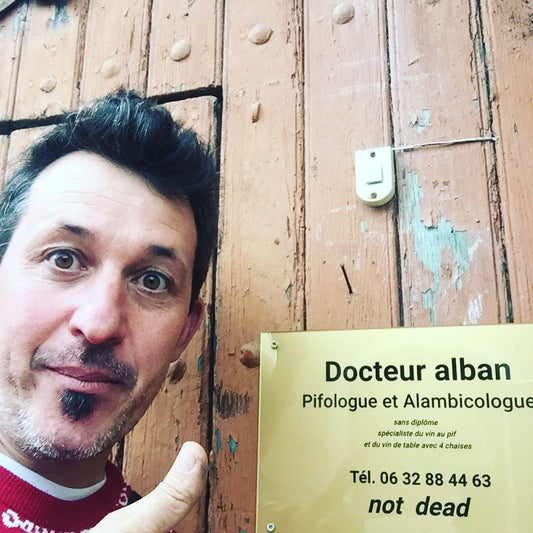 Docteur alban
Pifologue et Alambicologue
sans diplôme
spécialiste du vin au pif
et du vin de table avec 4 chaises
Tél. 06 32 88 44 63
not dead